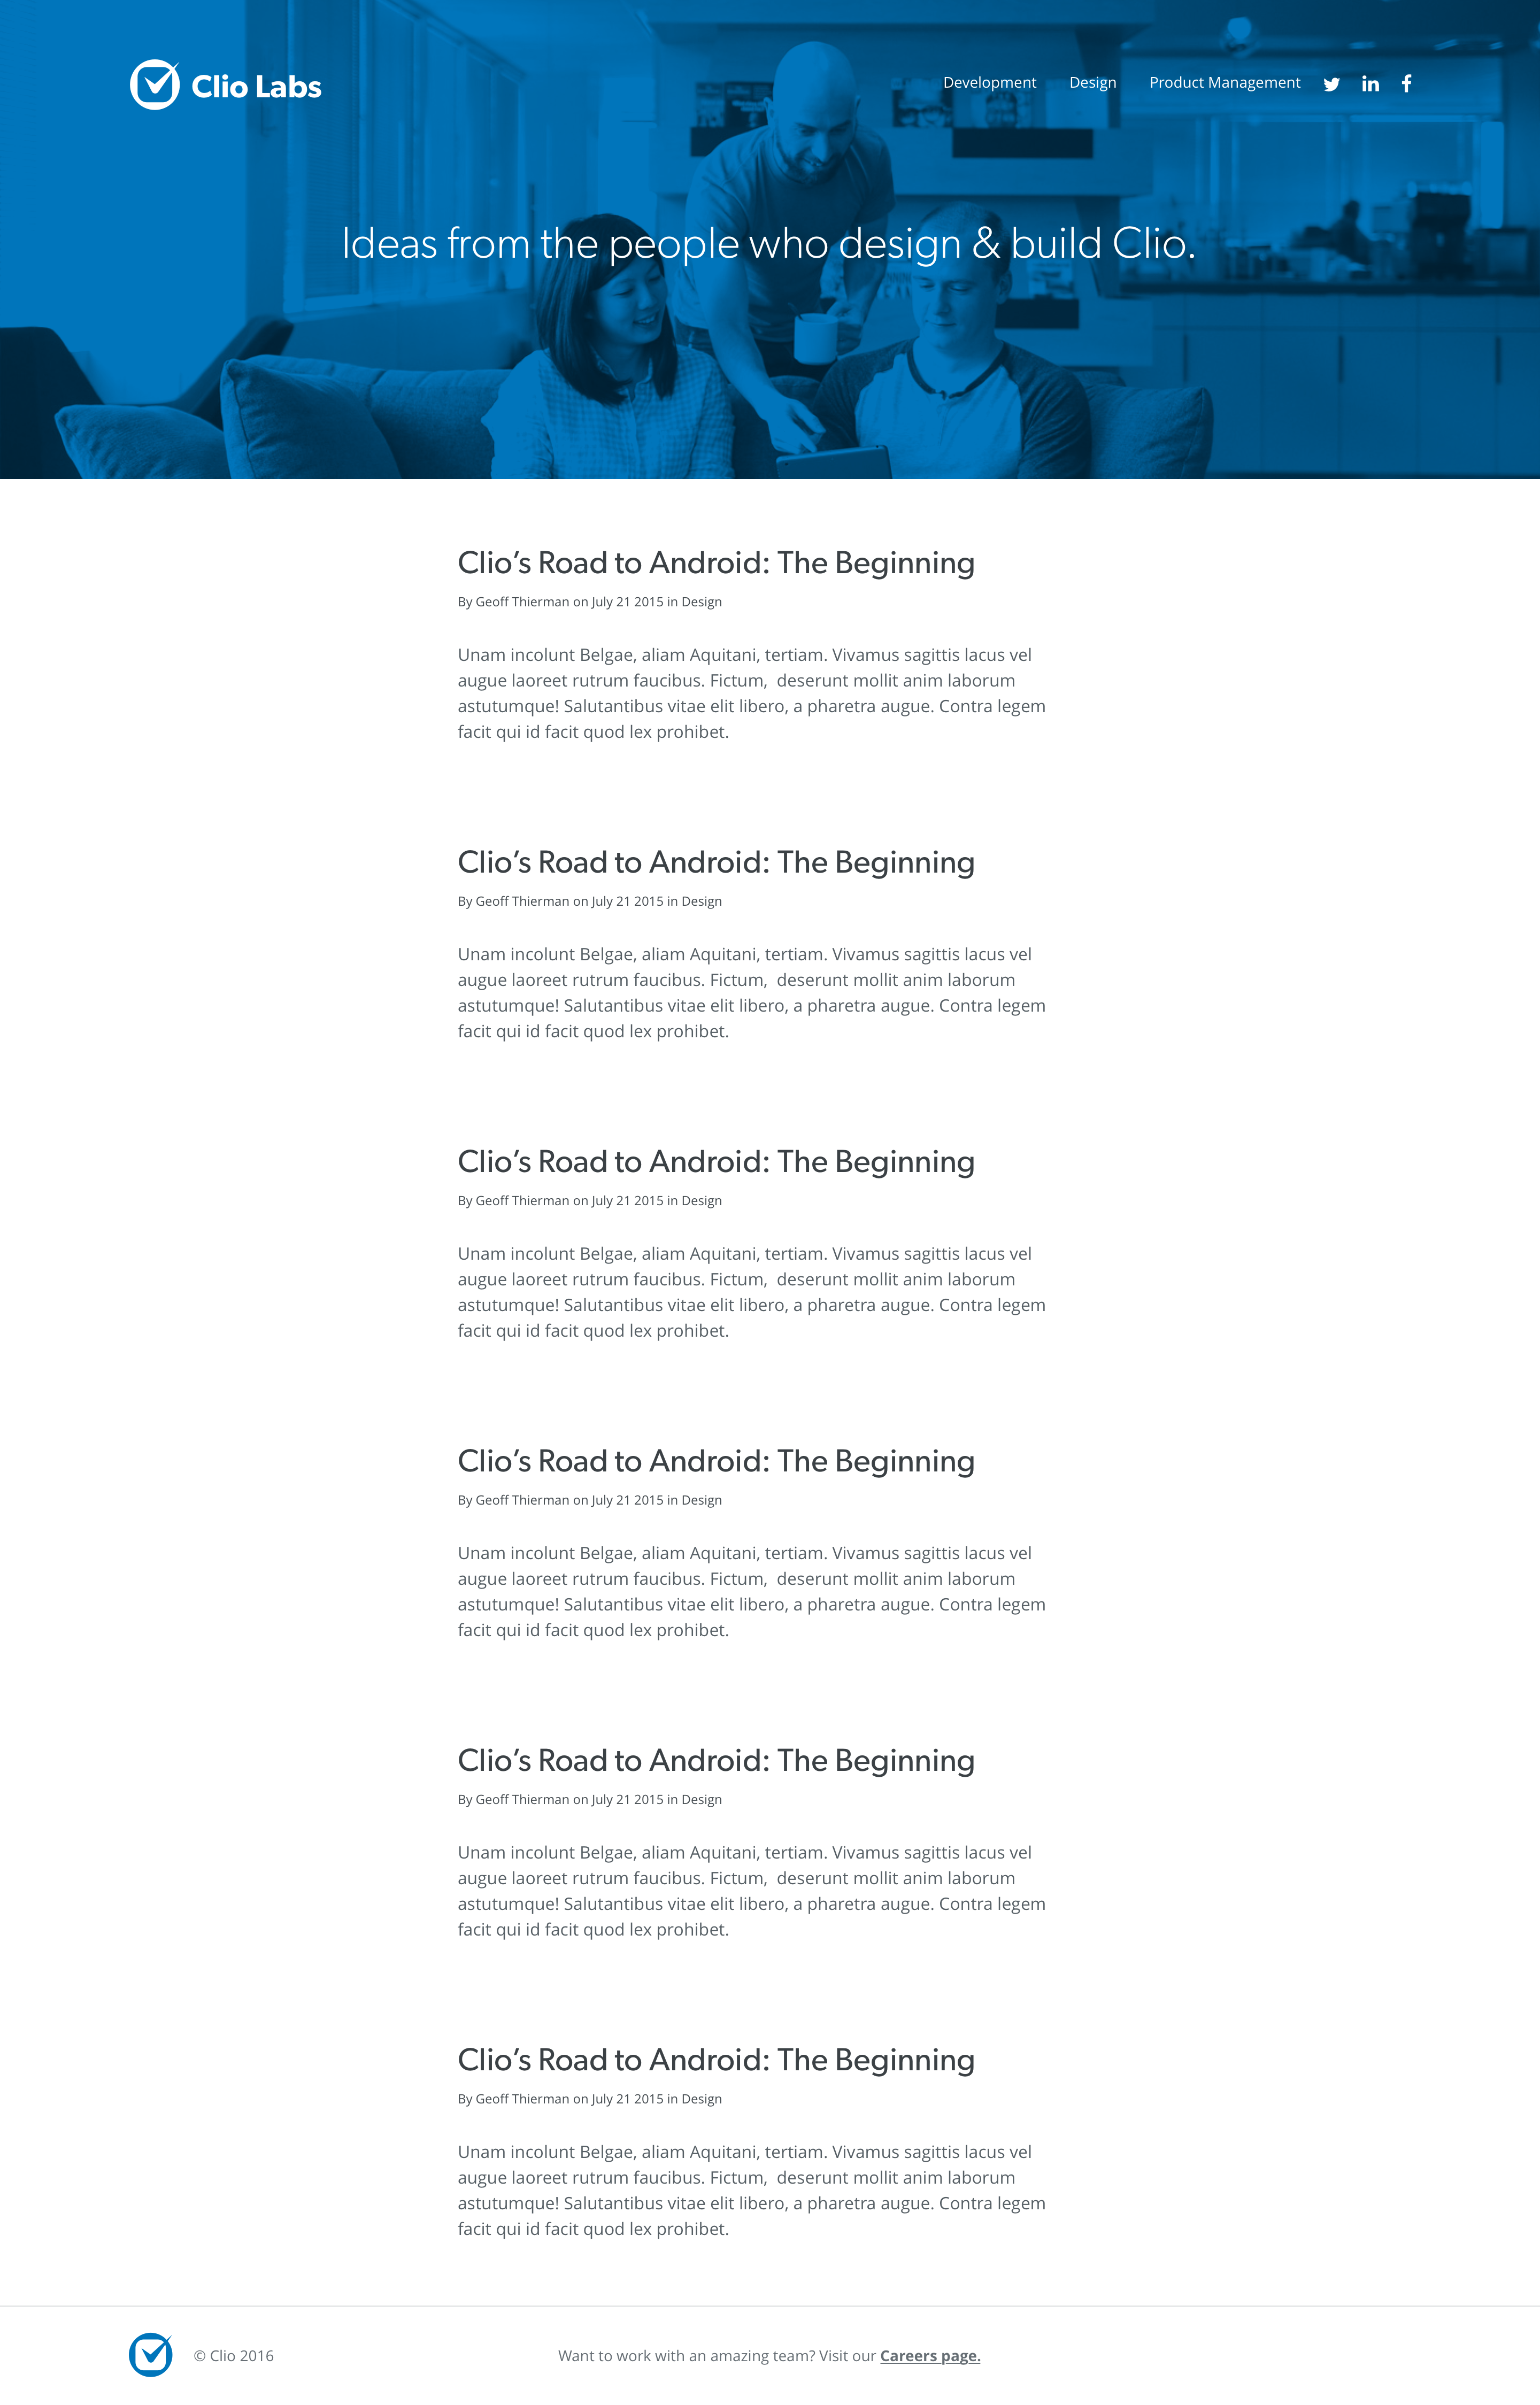 Clio Labs
Development Design Product Management
Ideas from the people who design & build Clio.
Clio’s Road to Android: The Beginning
By Geoff Thierman on July 21 2015 in Design
Unam incolunt Belgae, aliam Aquitani, tertiam. Vivamus sagittis lacus vel
augue laoreet rutrum faucibus. Fictum,  deserunt mollit anim laborum
astutumque! Salutantibus vitae elit libero, a pharetra augue. Contra legem
facit qui id facit quod lex prohibet.
Clio’s Road to Android: The Beginning
By Geoff Thierman on July 21 2015 in Design
Unam incolunt Belgae, aliam Aquitani, tertiam. Vivamus sagittis lacus vel
augue laoreet rutrum faucibus. Fictum,  deserunt mollit anim laborum
astutumque! Salutantibus vitae elit libero, a pharetra augue. Contra legem
facit qui id facit quod lex prohibet.
Clio’s Road to Android: The Beginning
By Geoff Thierman on July 21 2015 in Design
Unam incolunt Belgae, aliam Aquitani, tertiam. Vivamus sagittis lacus vel
augue laoreet rutrum faucibus. Fictum,  deserunt mollit anim laborum
astutumque! Salutantibus vitae elit libero, a pharetra augue. Contra legem
facit qui id facit quod lex prohibet.
Clio’s Road to Android: The Beginning
By Geoff Thierman on July 21 2015 in Design
Unam incolunt Belgae, aliam Aquitani, tertiam. Vivamus sagittis lacus vel
augue laoreet rutrum faucibus. Fictum,  deserunt mollit anim laborum
astutumque! Salutantibus vitae elit libero, a pharetra augue. Contra legem
facit qui id facit quod lex prohibet.
Clio’s Road to Android: The Beginning
By Geoff Thierman on July 21 2015 in Design
Unam incolunt Belgae, aliam Aquitani, tertiam. Vivamus sagittis lacus vel
augue laoreet rutrum faucibus. Fictum,  deserunt mollit anim laborum
astutumque! Salutantibus vitae elit libero, a pharetra augue. Contra legem
facit qui id facit quod lex prohibet.
Clio’s Road to Android: The Beginning
By Geoff Thierman on July 21 2015 in Design
Unam incolunt Belgae, aliam Aquitani, tertiam. Vivamus sagittis lacus vel
augue laoreet rutrum faucibus. Fictum,  deserunt mollit anim laborum
astutumque! Salutantibus vitae elit libero, a pharetra augue. Contra legem
facit qui id facit quod lex prohibet.
© Clio 2016 Want to work with an amazing team? Visit our Careers page.